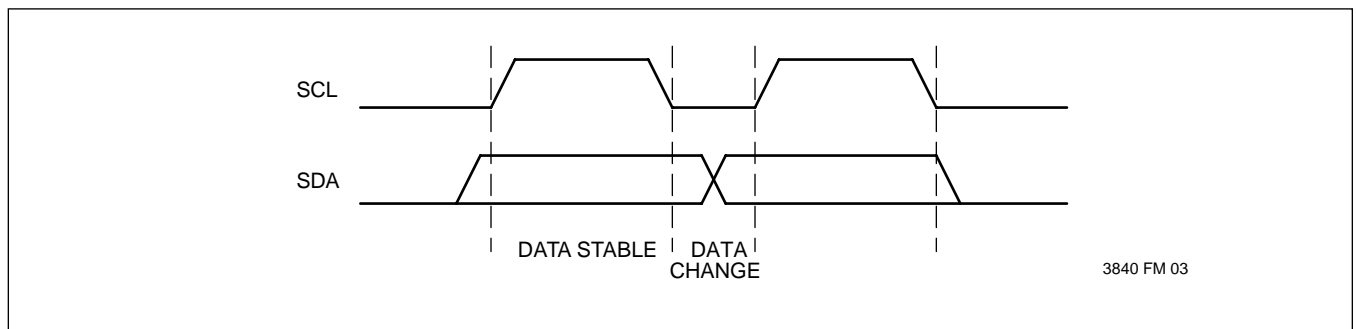 SCL
SDA
DATA STABLE
DATA
CHANGE
3840 FM 03